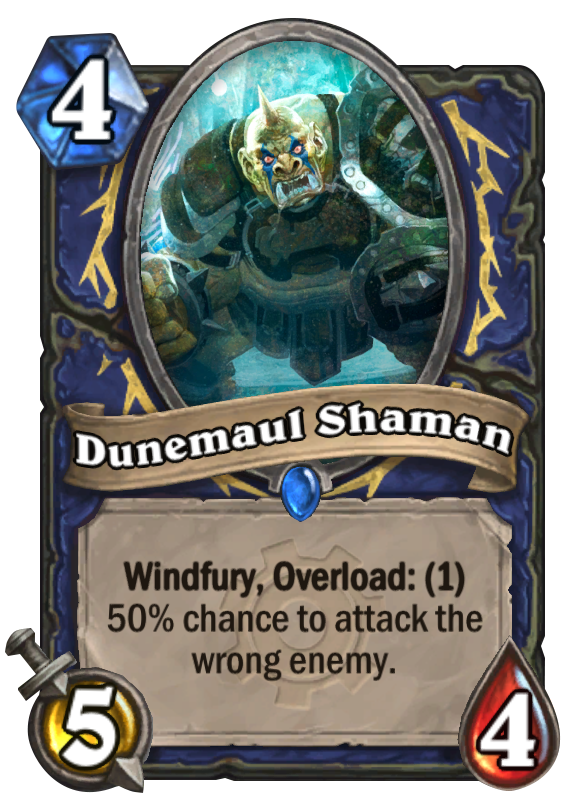 4
Dunemaul Shaman
Windfury, Overload: (1)
50% chance to attack the
wrong enemy.
5
4